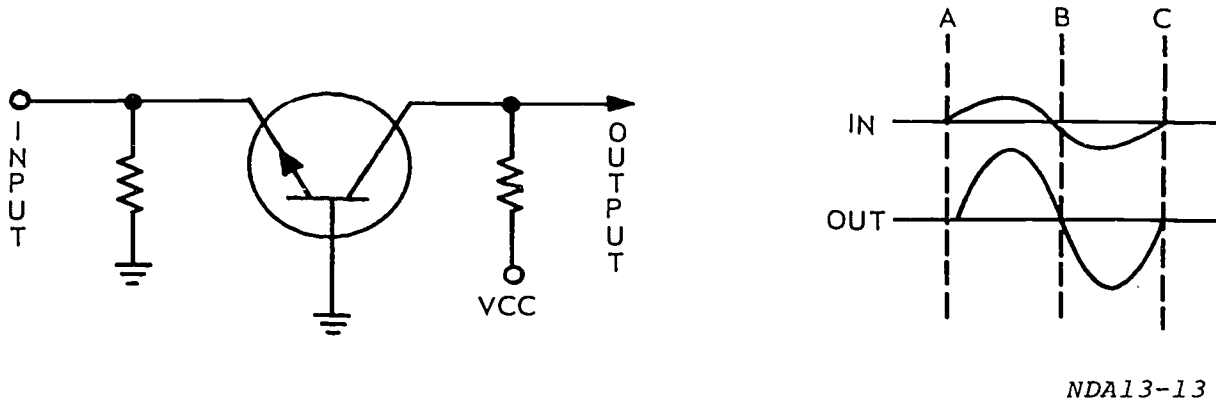 INPUT
OUTPUT
VCC
A B C
IN
OUT
NDA13-13